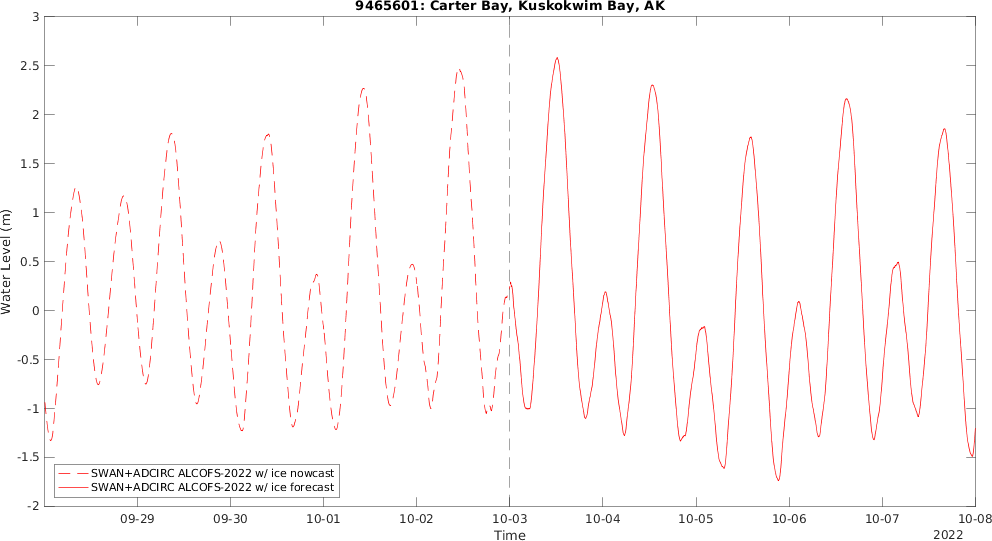 9465601: Carter Bay, Kuskokwim Bay, AK
3
2.5
2
1.5
1
0.5
0
-0.5
-1
-1.5
-2
Water Level (m)
SWAN+ADCIRC ALCOFS-2022 w/ ice nowcast
SWAN+ADCIRC ALCOFS-2022 w/ ice forecast
09-29 09-30 10-01 10-02 10-03 10-04 10-05 10-06 10-07 10-08
Time
2022